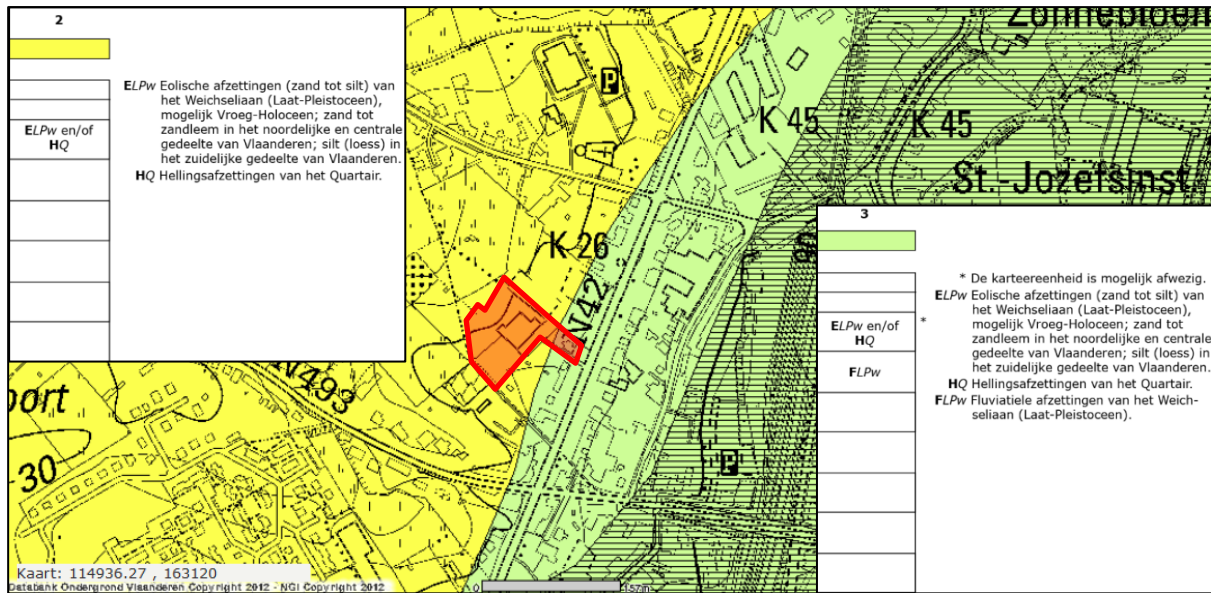 2
ELPw Eolische afzettingen (zand tot silt) van
het Weichseliaan (Laat-Pleistoceen),
mogelijk Vroeg-Holoceen; zand tot
zandleem in het noordelijke en centrale
gedeelte van Vlaanderen; silt (loess) in
het zuidelijke gedeelte van Vlaanderen.
HQ Hellingsafzettingen van het Quartair.
ELPw en/of
HQ
P
K 45
K 45
St.-Jozefsmst.
K 26
N42
N493
oort
30
P
3
* De karteereenheid is mogelijk afwezig.
ELPw Eolische afzettingen (zand tot silt) van
het Weichseliaan (Laat-Pleistoceen),
mogelijk Vroeg-Holoceen; zand tot
zandleem in het noordelijke en centrale
gedeelte van Vlaanderen; silt (loess) in
het zuidelijke gedeelte van Vlaanderen.
HQ Hellingsafzettingen van het Quartair.
FLPw Fluviatiele afzettingen van het Weich-
seliaan (Laat-Pleistoceen).
ELPw en/of
HQ
*
FLPw
Kaart: 114936.27 , 163120
Databank Ondergrond Vlaanderen Copyright 2012 - NGI Copyright 2012
0
157m